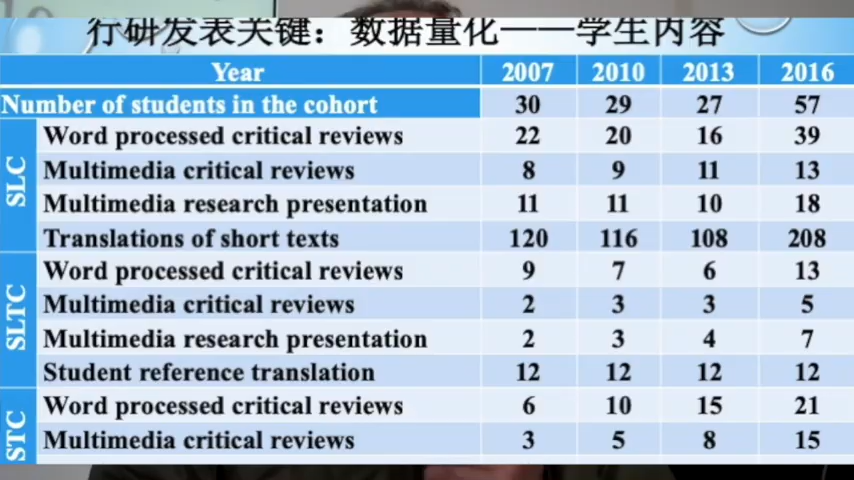 行研发表关键：数据量化——学生内容
Year 2007 2010 2013 2016
Number of students in the cohort 30 29 27 57
SLC
Word processed critical reviews 22 20 16 39
Multimedia critical reviews 8 9 11 13
Multimedia research presentation 11 11 10 18
Translations of short texts 120 116 108 208
SLTC
Word processed critical reviews 9 7 6 13
Multimedia critical reviews 2 3 3 5
Multimedia research presentation 2 3 4 7
Student reference translation 12 12 12 12
STC
Word processed critical reviews 6 10 15 21
Multimedia critical reviews 3 5 8 15